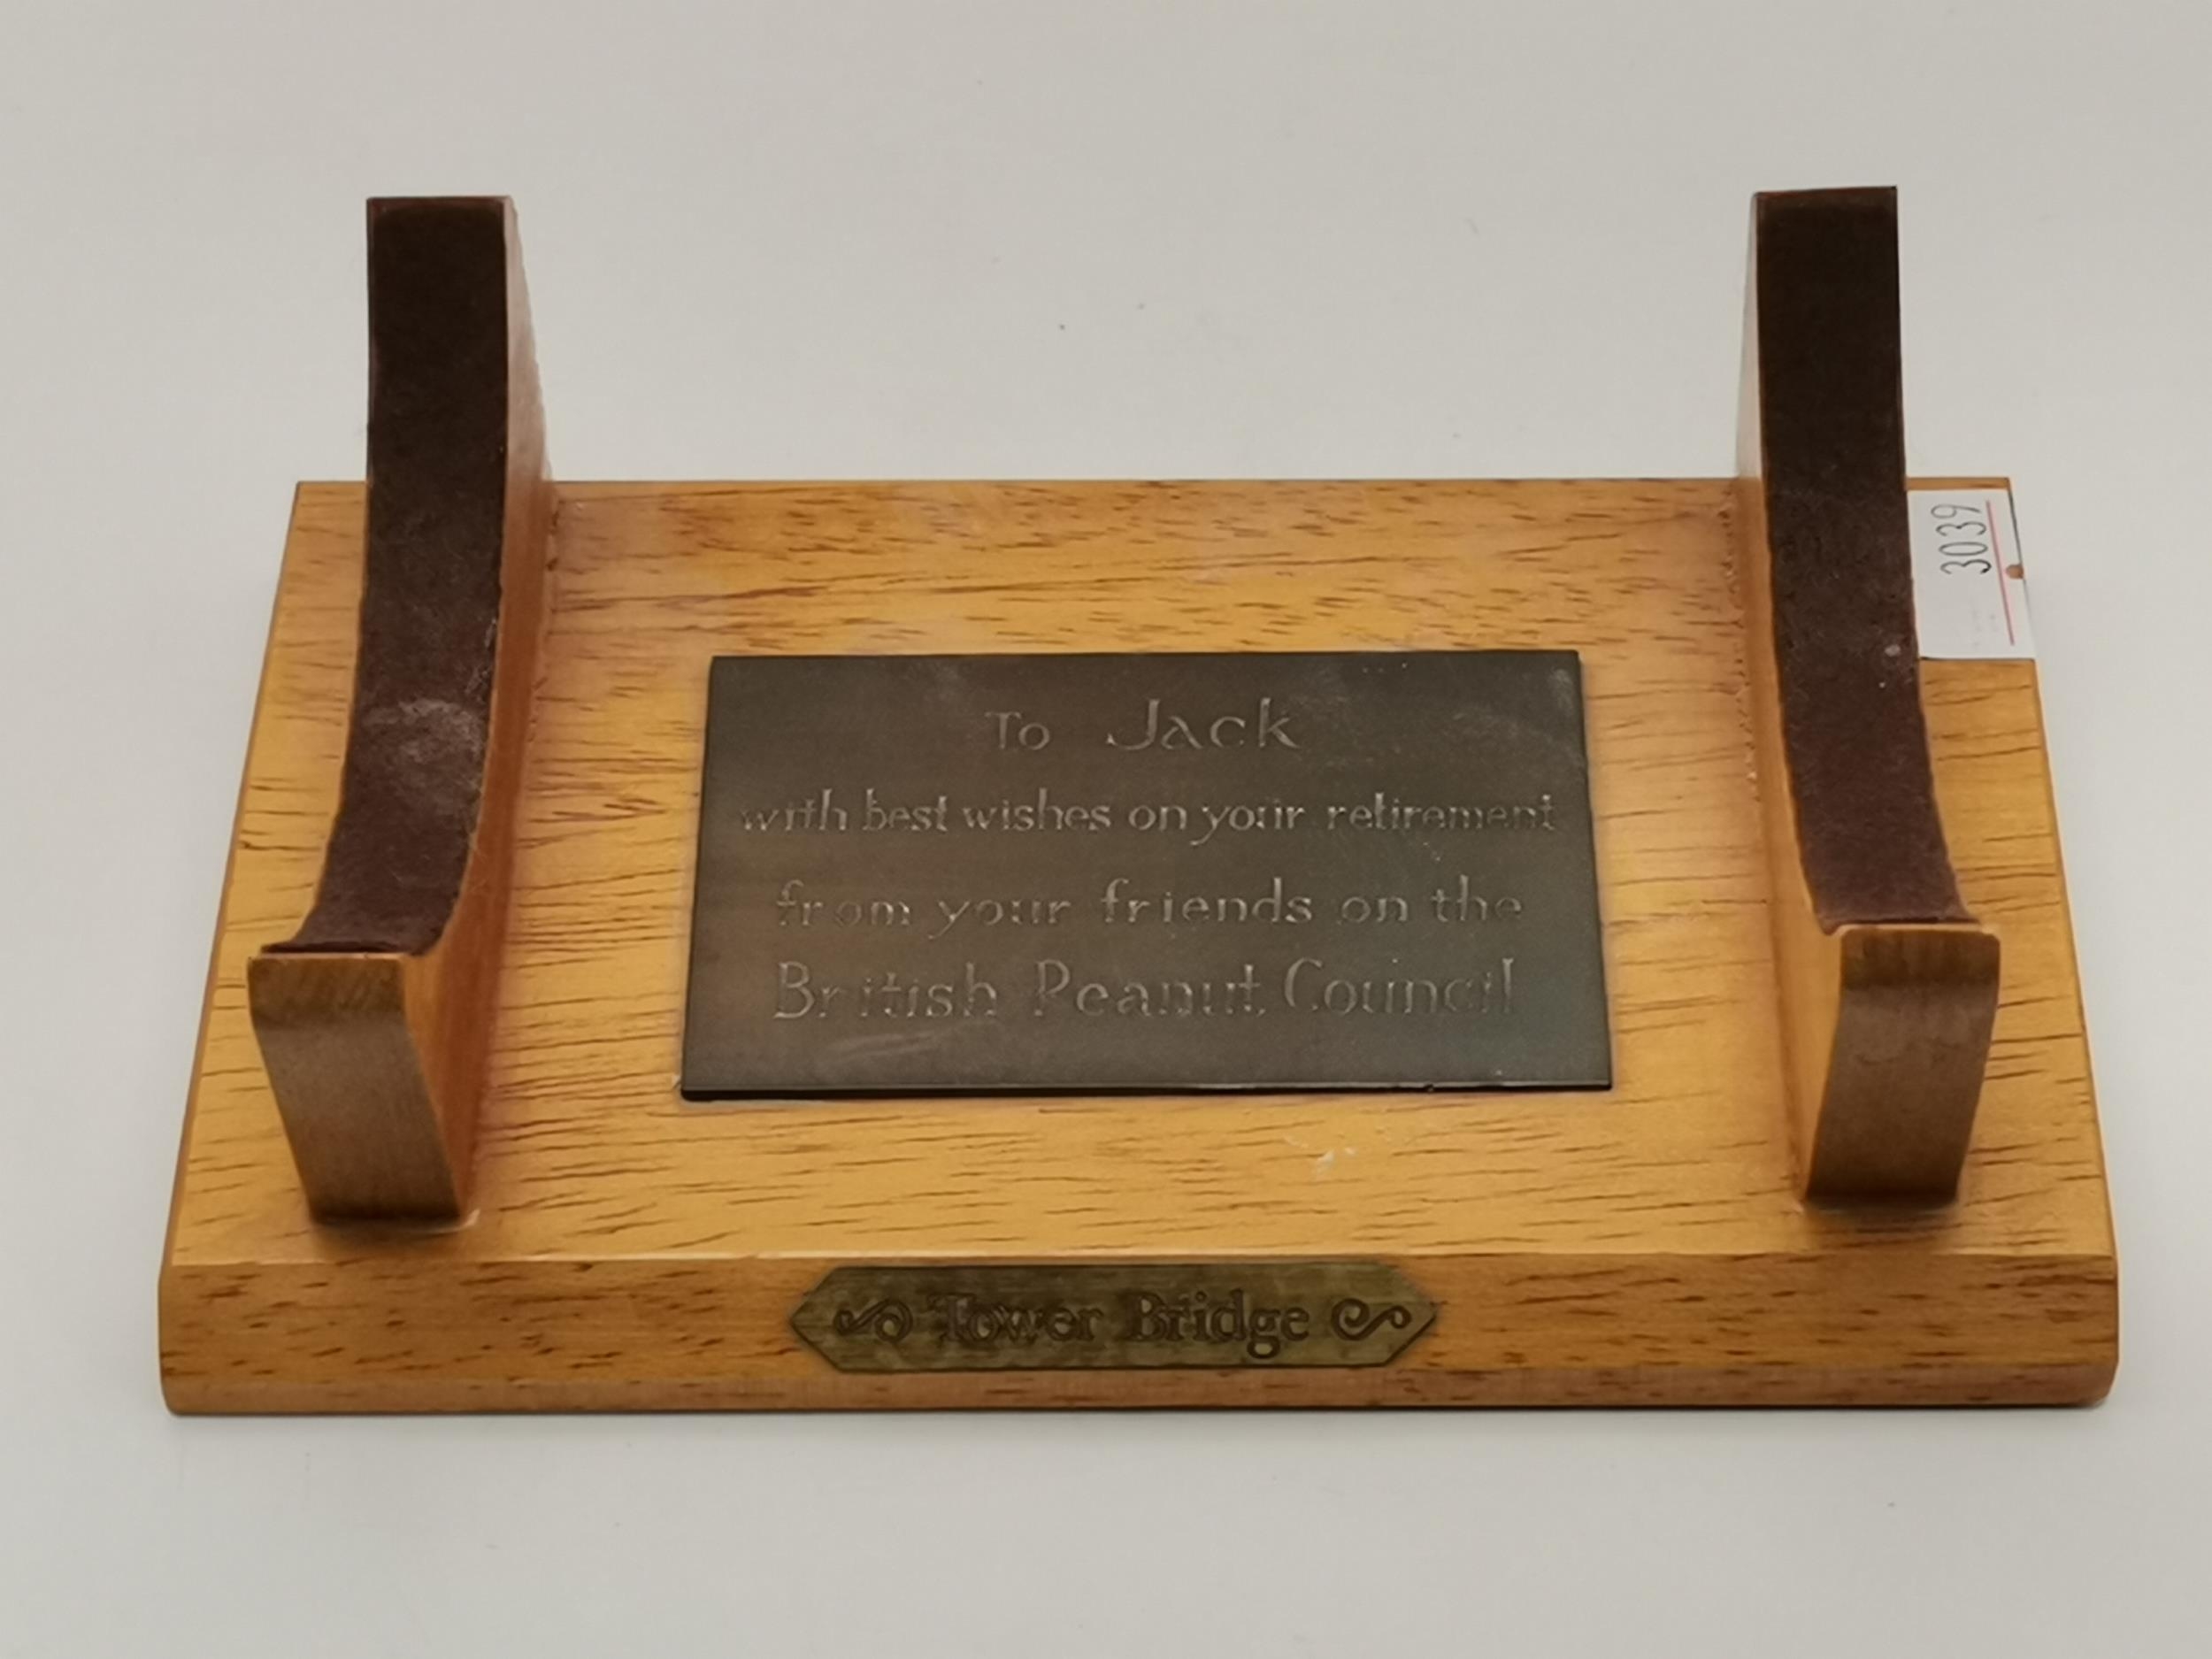 3039
To Jack
with best wishes on your retirement
from your friends on the
British Peanut Council
Tower Bridge